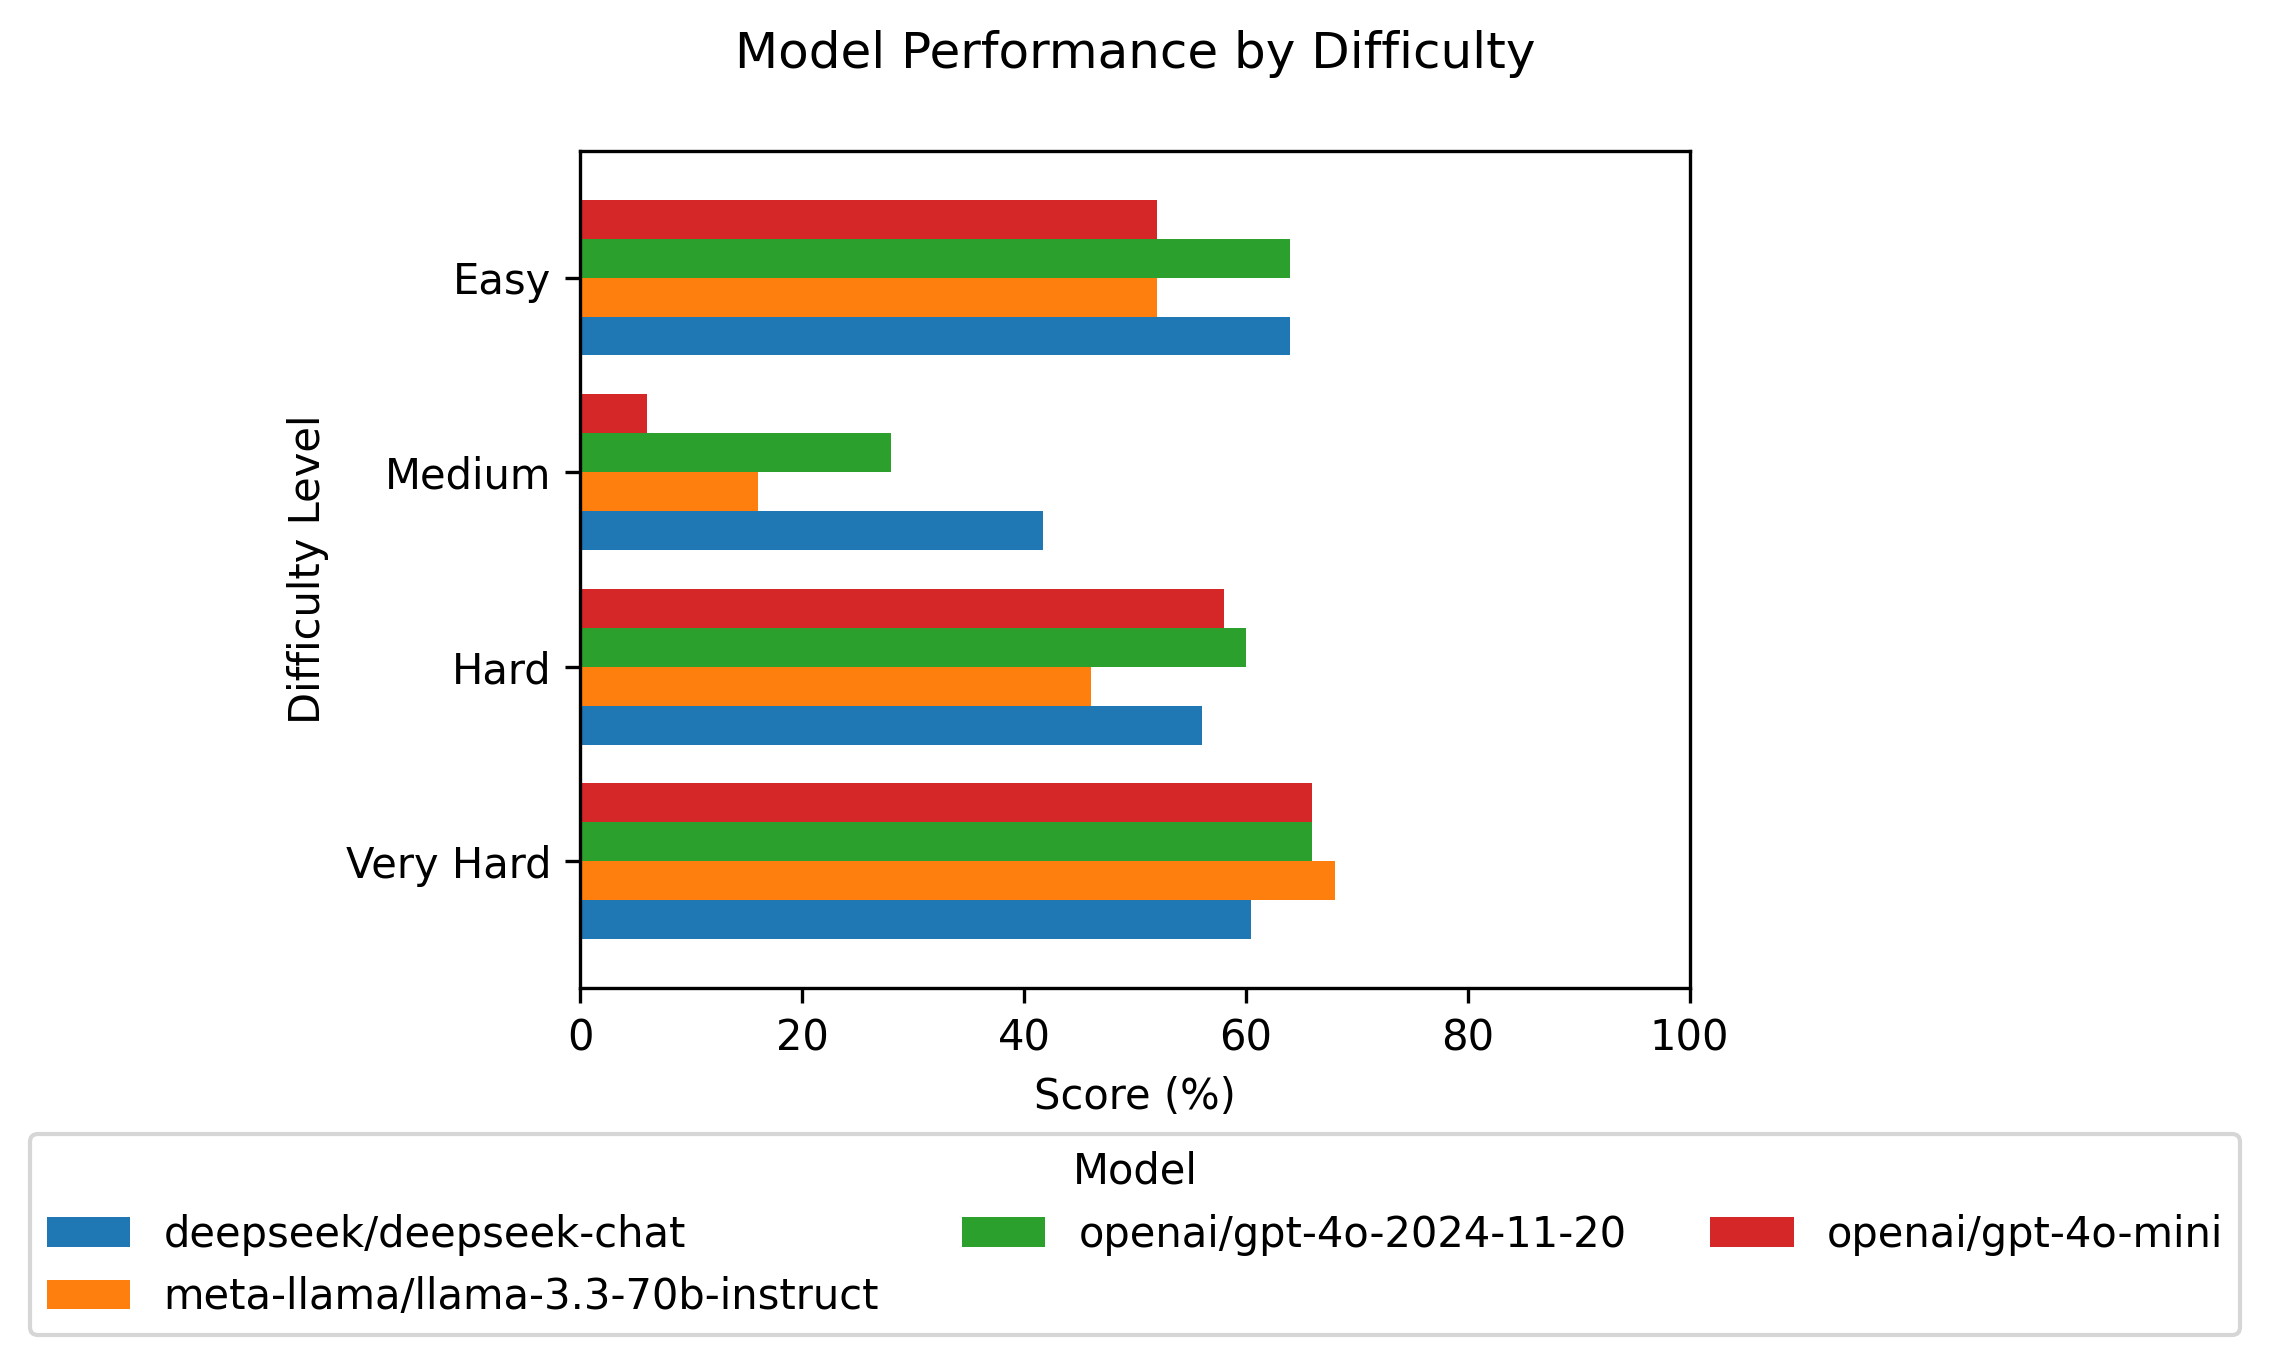 Model Performance by Difficulty
Difficulty Level
Easy
Medium
Hard
Very Hard
0 20 40 60 80 100
Score (%)
Model
deepseek/deepseek-chat openai/gpt-4o-2024-11-20 openai/gpt-4o-mini
meta-llama/llama-3.3-70b-instruct